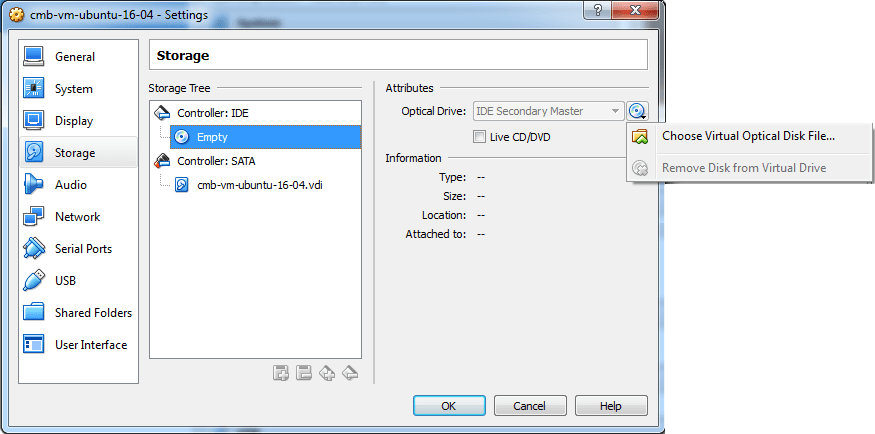 cmb-vm-ubuntu-16-04 - Settings
General
System
Display
Storage
Audio
Network
Serial Ports
USB
Shared Folders
User Interface
Storage
Storage Tree
Controller: IDE
Empty
Controller: SATA
cmb-vm-ubuntu-16-04.vdi
Attributes
Optical Drive: IDE Secondary Master
Live CD/DVD
Information
Type: --
Size: --
Location: --
Attached to: --
Choose Virtual Optical Disk File...
Remove Disk from Virtual Drive
OK Cancel Help